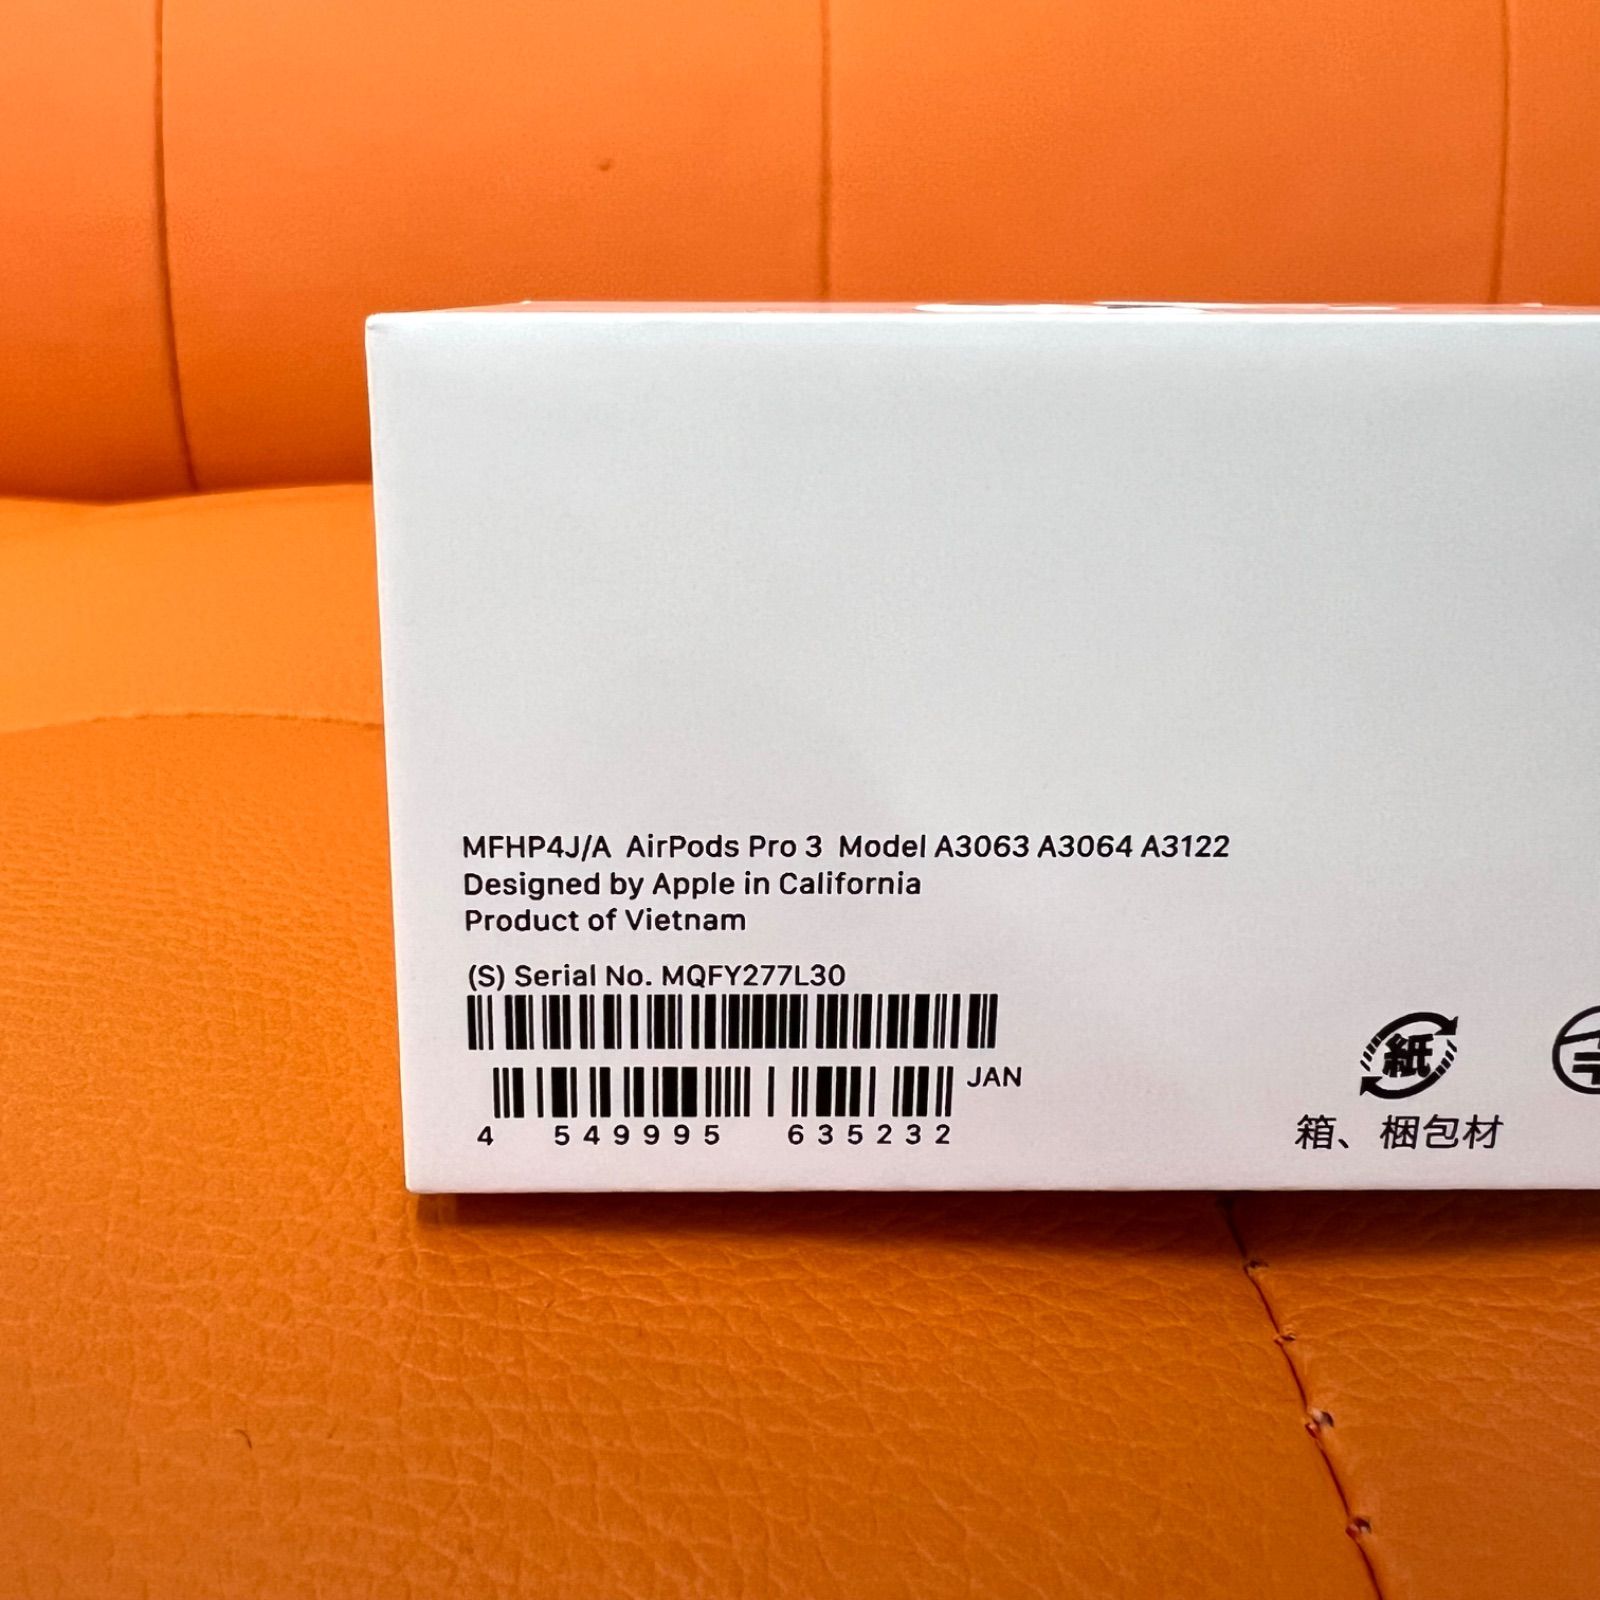 MFHP4J/A AirPods Pro 3 Model A3063 A3064 A3122
Designed by Apple in California
Product of Vietnam
(S) Serial No. MQFY277L30
JAN
4 549995 635232
紙
箱、梱包材